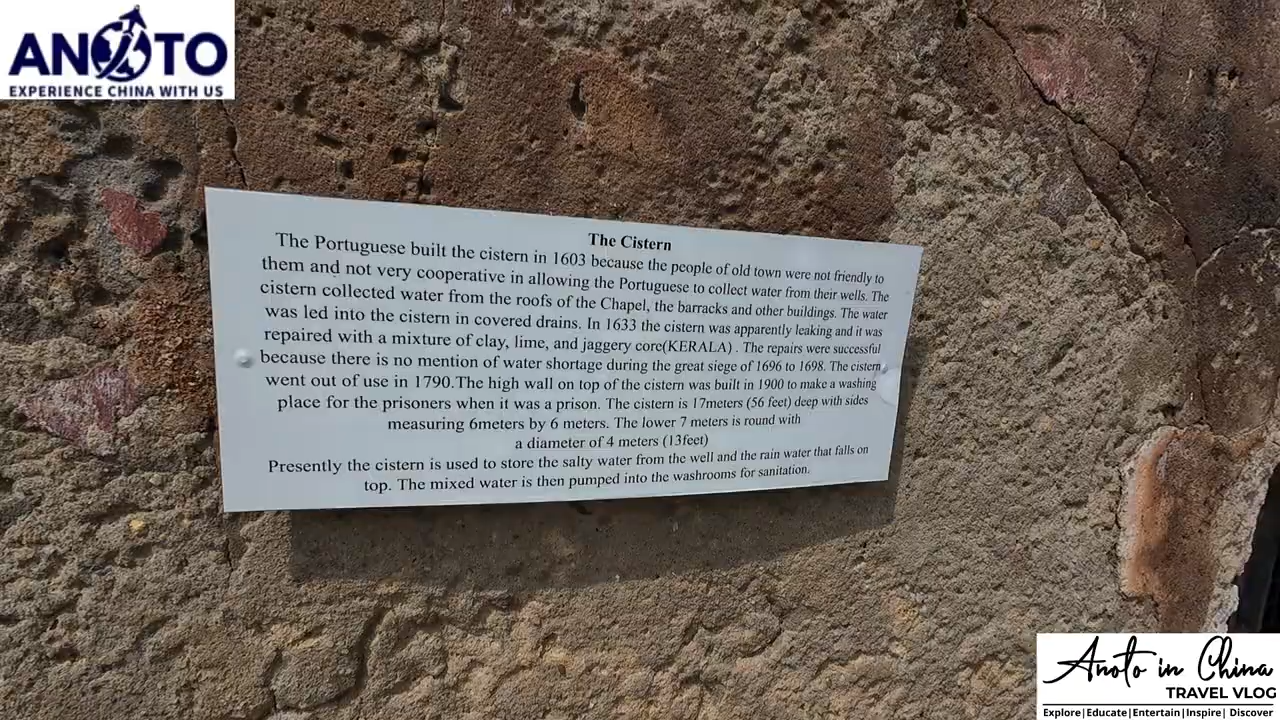 ANOTO
EXPERIENCE CHINA WITH US
The Cistern
The Portuguese built the cistern in 1603 because the people of old town were not friendly to
them and not very cooperative in allowing the Portuguese to collect water from their wells. The
cistern collected water from the roofs of the Chapel, the barracks and other buildings. The water
was led into the cistern in covered drains. In 1633 the cistern was apparently leaking and it was
repaired with a mixture of clay, lime, and jaggery core(KERALA) . The repairs were successful
because there is no mention of water shortage during the great siege of 1696 to 1698. The cistern
went out of use in 1790.The high wall on top of the cistern was built in 1900 to make a washing
place for the prisoners when it was a prison. The cistern is 17meters (56 feet) deep with sides
measuring 6meters by 6 meters. The lower 7 meters is round with
a diameter of 4 meters (13feet)
Presently the cistern is used to store the salty water from the well and the rain water that falls on
top. The mixed water is then pumped into the washrooms for sanitation.
Anoto in China
TRAVEL VLOG
Explore|Educate|Entertain|Inspire| Discover